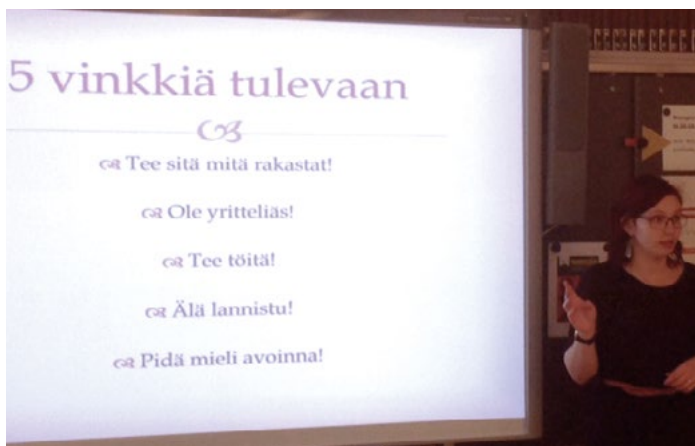 5 vinkkiä tulevaan
Tee sitä mitä rakastat!
Ole yritteliäs!
Tee töitä!
Älä lannistu!
Pidä mieli avoinna!